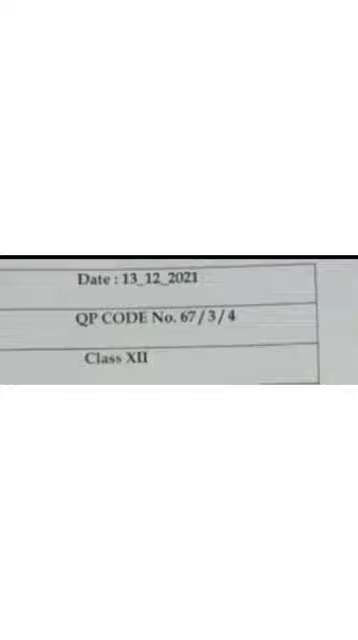 Date : 13_12_2021
QP CODE No. 67/3/4
Class XII